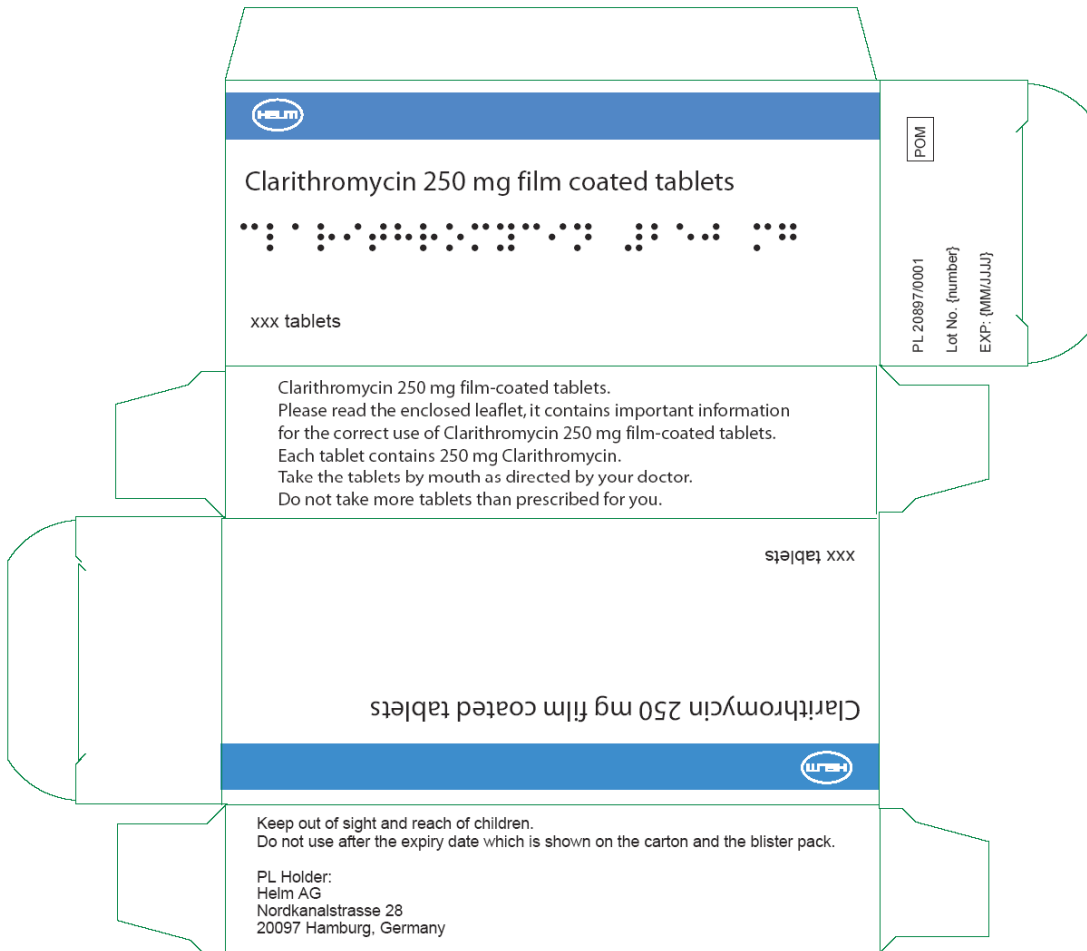 HELM
Clarithromycin 250 mg film coated tablets
⠉⠇⠁⠗⠊⠞⠓⠗⠕⠍⠽⠉⠊⠝ ⠼⠃⠑⠚ ⠍⠛
xxx tablets
POM
PL 20897/0001
Lot No. {number}
EXP: {MM/JJJJ}
Clarithromycin 250 mg film-coated tablets.
Please read the enclosed leaflet, it contains important information
for the correct use of Clarithromycin 250 mg film-coated tablets.
Each tablet contains 250 mg Clarithromycin.
Take the tablets by mouth as directed by your doctor.
Do not take more tablets than prescribed for you.
HELM
Clarithromycin 250 mg film coated tablets
xxx tablets
Keep out of sight and reach of children.
Do not use after the expiry date which is shown on the carton and the blister pack.
PL Holder:
Helm AG
Nordkanalstrasse 28
20097 Hamburg, Germany